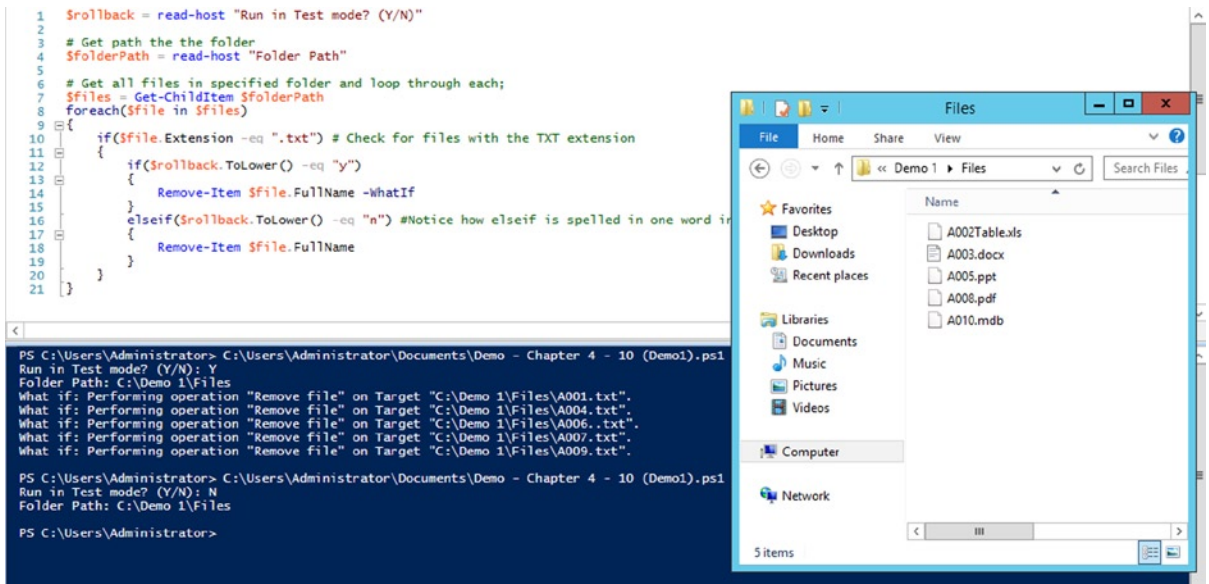 1 $rollback = read-host "Run in Test mode? (Y/N)"
2
3 # Get path the the folder
4 $folderPath = read-host "Folder Path"
5
6 # Get all files in specified folder and loop through each;
7 $files = Get-ChildItem $folderPath
8 foreach($file in $files)
9 {
10 if($file.Extension -eq ".txt") # Check for files with the TXT extension
11 {
12 if($rollback.ToLower() -eq "y")
13 {
14 Remove-Item $file.FullName -WhatIf
15 }
16 elseif($rollback.ToLower() -eq "n") #Notice how elseif is spelled in one word in
17 {
18 Remove-Item $file.FullName
19 }
20 }
21 }
PS C:\Users\Administrator> C:\Users\Administrator\Documents\Demo - Chapter 4 - 10 (Demo1).ps1
Run in Test mode? (Y/N): Y
Folder Path: C:\Demo 1\Files
What if: Performing operation "Remove file" on Target "C:\Demo 1\Files\A001.txt".
What if: Performing operation "Remove file" on Target "C:\Demo 1\Files\A004.txt".
What if: Performing operation "Remove file" on Target "C:\Demo 1\Files\A006..txt".
What if: Performing operation "Remove file" on Target "C:\Demo 1\Files\A007.txt".
What if: Performing operation "Remove file" on Target "C:\Demo 1\Files\A009.txt".
PS C:\Users\Administrator> C:\Users\Administrator\Documents\Demo - Chapter 4 - 10 (Demo1).ps1
Run in Test mode? (Y/N): N
Folder Path: C:\Demo 1\Files
PS C:\Users\Administrator>
Files
File Home Share View
« Demo 1 Files
Search Files
Favorites
Desktop
Downloads
Recent places
Libraries
Documents
Music
Pictures
Videos
Computer
Network
Name
A002Table.xls
A003.docx
A005.ppt
A008.pdf
A010.mdb
5 items